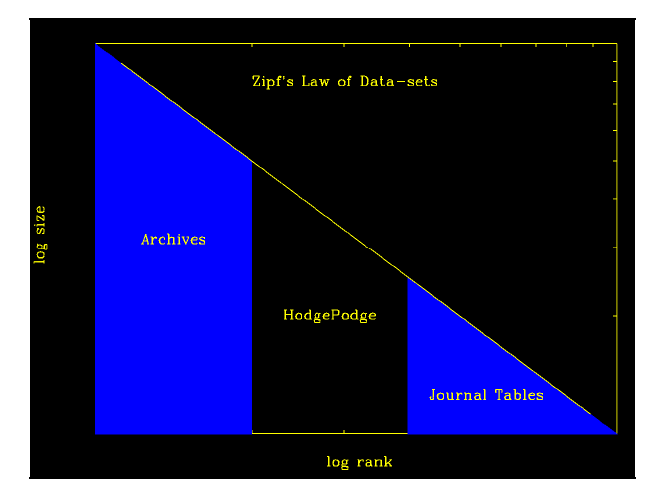 Zipf's Law of Data-sets
log size
Archives
HodgePodge
Journal Tables
log rank